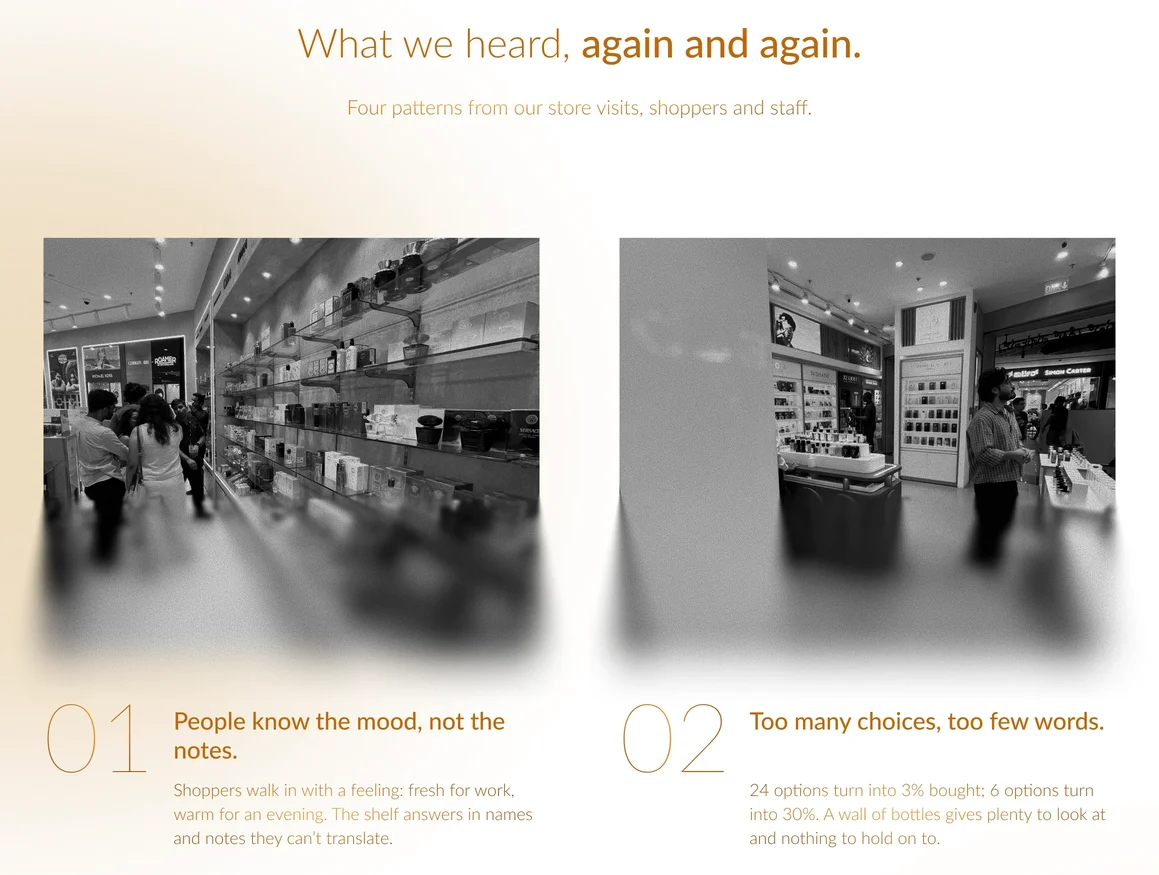 What we heard, again and again.
Four patterns from our store visits, shoppers and staff.
ROAMER
SIMON CARTER
VERSACE
01
People know the mood, not the
notes.
Shoppers walk in with a feeling: fresh for work,
warm for an evening. The shelf answers in names
and notes they can’t translate.
02
Too many choices, too few words.
24 options turn into 3% bought; 6 options turn
into 30%. A wall of bottles gives plenty to look at
and nothing to hold on to.